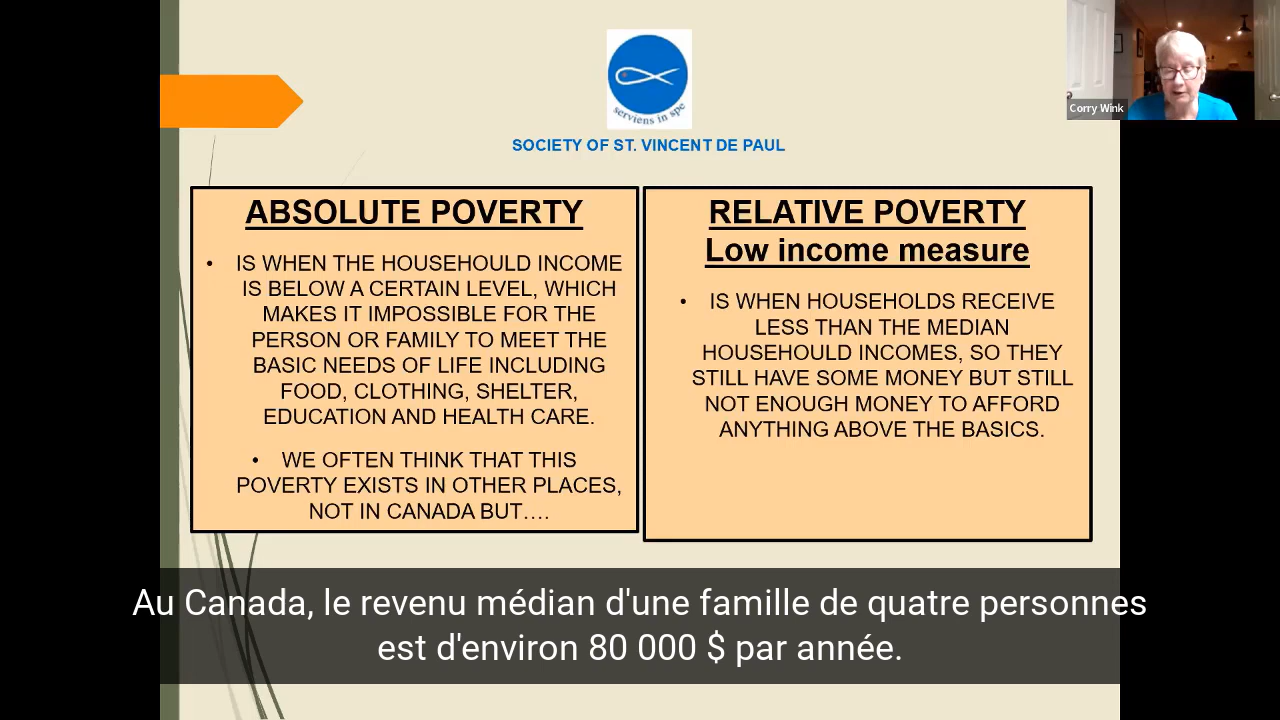 serviens in spe
Corry Wink
SOCIETY OF ST. VINCENT DE PAUL
ABSOLUTE POVERTY
• IS WHEN THE HOUSEHOULD INCOME
IS BELOW A CERTAIN LEVEL, WHICH
MAKES IT IMPOSSIBLE FOR THE
PERSON OR FAMILY TO MEET THE
BASIC NEEDS OF LIFE INCLUDING
FOOD, CLOTHING, SHELTER,
EDUCATION AND HEALTH CARE.
• WE OFTEN THINK THAT THIS
POVERTY EXISTS IN OTHER PLACES,
NOT IN CANADA BUT….
RELATIVE POVERTY
Low income measure
• IS WHEN HOUSEHOLDS RECEIVE
LESS THAN THE MEDIAN
HOUSEHOULD INCOMES, SO THEY
STILL HAVE SOME MONEY BUT STILL
NOT ENOUGH MONEY TO AFFORD
ANYTHING ABOVE THE BASICS.
Au Canada, le revenu médian d'une famille de quatre personnes
est d'environ 80 000 $ par année.